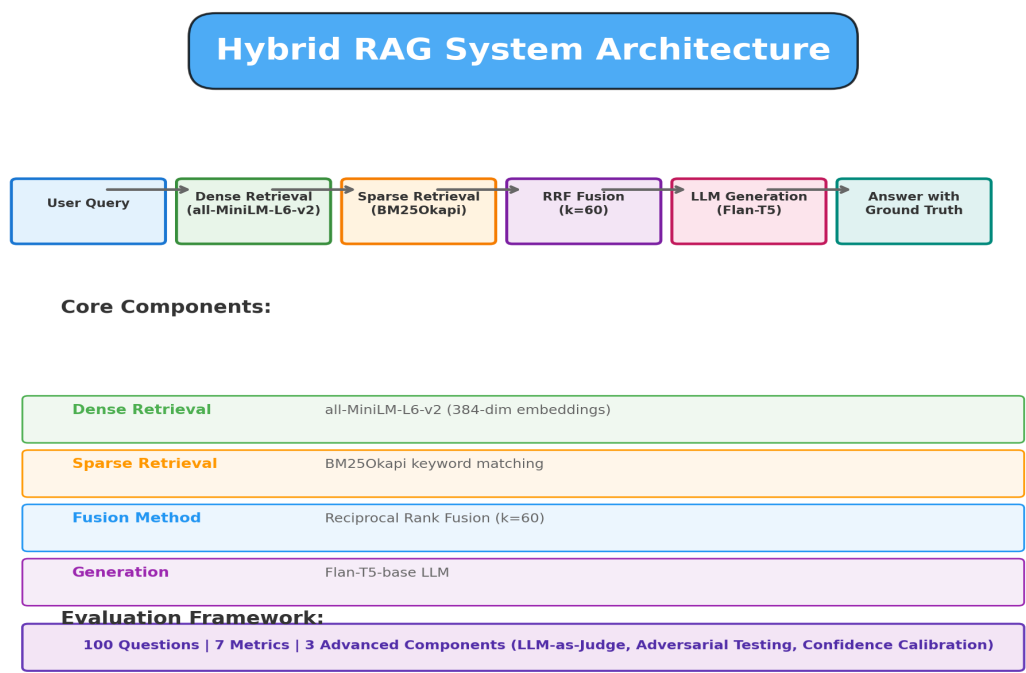 Hybrid RAG System Architecture
User Query
Dense Retrieval
(all-MiniLM-L6-v2)
Sparse Retrieval
(BM25Okapi)
RRF Fusion
(k=60)
LLM Generation
(Flan-T5)
Answer with
Ground Truth
Core Components:
Dense Retrieval all-MiniLM-L6-v2 (384-dim embeddings)
Sparse Retrieval BM25Okapi keyword matching
Fusion Method Reciprocal Rank Fusion (k=60)
Generation Flan-T5-base LLM
Evaluation Framework:
100 Questions | 7 Metrics | 3 Advanced Components (LLM-as-Judge, Adversarial Testing, Confidence Calibration)